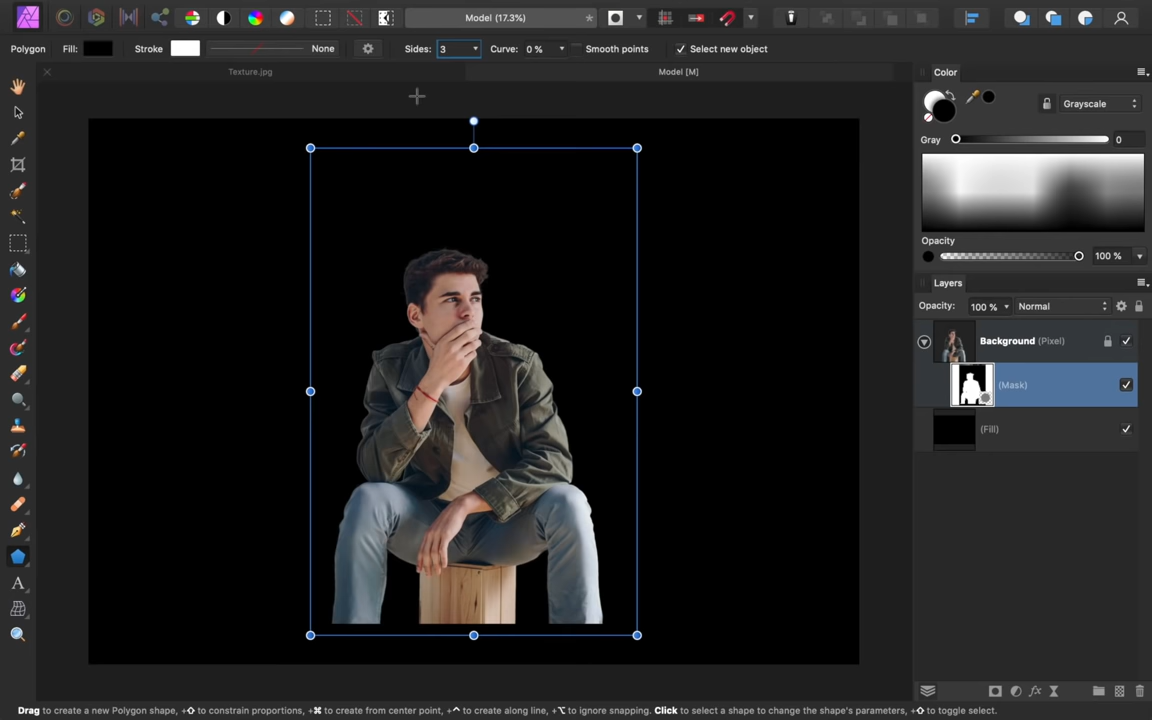 Model (17.3%) *
Polygon Fill: Stroke None Sides: 3 Curve: 0 % Smooth points Select new object
Texture.jpg Model [M]
Color
Grayscale
Gray 0
Opacity
100 %
Layers
Opacity: 100 % Normal
Background (Pixel)
(Mask)
(Fill)
A
Drag to create a new Polygon shape, +⇧ to constrain proportions, +⌘ to create from center point, +^ to create along line, +⌥ to ignore snapping. Click to select a shape to change the shape's parameters, +⇧ to toggle select.